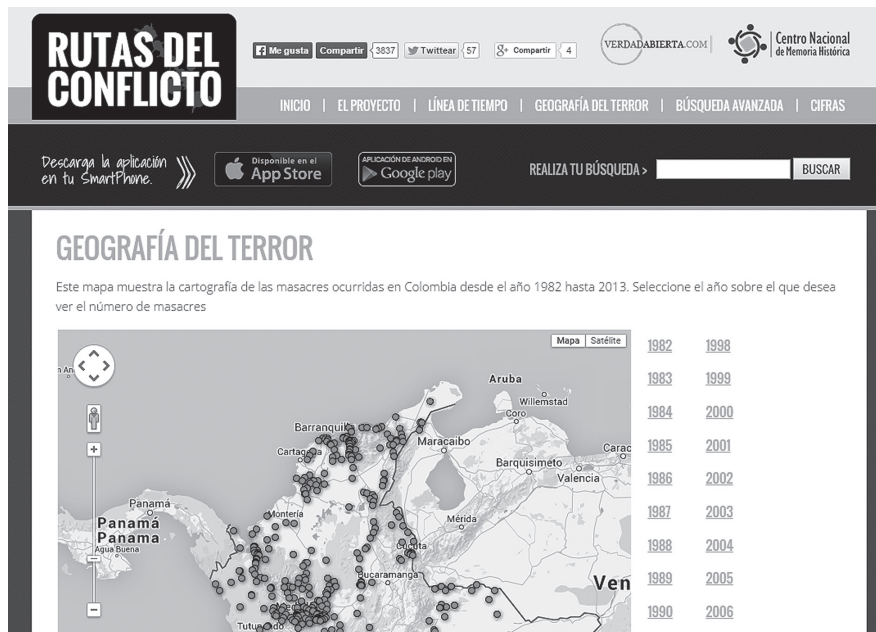 RUTAS DEL
CONFLICTO
Me gusta Compartir 3837 Twittear 57 g+ Compartir 4
VERDADABIERTA.COM
Centro Nacional
de Memoria Histórica
INICIO | EL PROYECTO | LÍNEA DE TIEMPO | GEOGRAFÍA DEL TERROR | BÚSQUEDA AVANZADA | CIFRAS
Descarga la aplicación
en tu SmartPhone.
Disponible en el
App Store
APLICACIÓN DE ANDROID EN
Google play
REALIZA TU BÚSQUEDA >
BUSCAR
GEOGRAFÍA DEL TERROR
Este mapa muestra la cartografía de las masacres ocurridas en Colombia desde el año 1982 hasta 2013. Seleccione el año sobre el que desea
ver el número de masacres
Mapa Satélite
Aruba
Willemstad
Coro
Barranquil
Maracaibo
Cartag
Carac
Barquisimeto
Valencia
Panamá
Montería
Mérida
Panamá
Panama
Agua Buena
Cúcuta
Bucaramanga
Ven
1982 1998
1983 1999
1984 2000
1985 2001
1986 2002
1987 2003
1988 2004
1989 2005
1990 2006